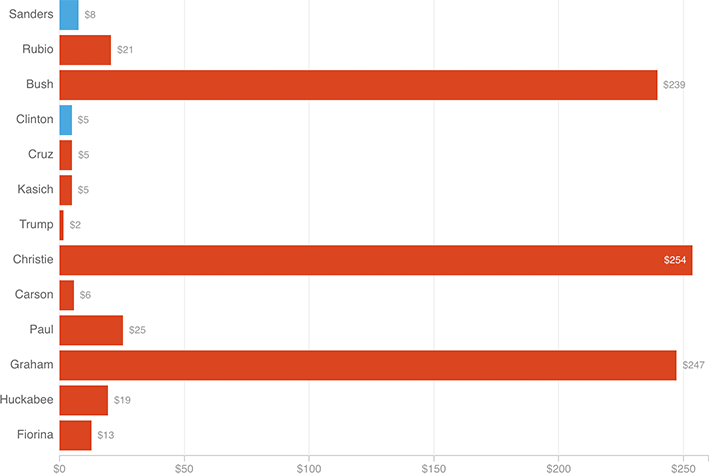 Sanders $8
Rubio $21
Bush $239
Clinton $5
Cruz $5
Kasich $5
Trump $2
Christie $254
Carson $6
Paul $25
Graham $247
Huckabee $19
Fiorina $13
$0 $50 $100 $150 $200 $250